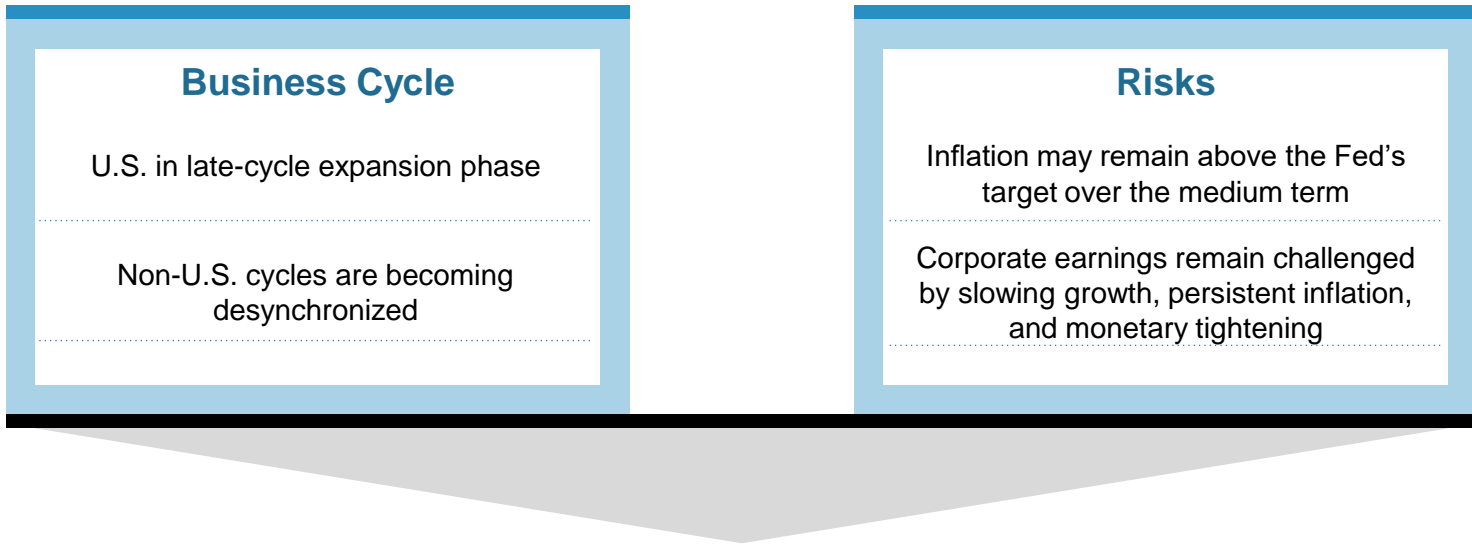 Business Cycle
U.S. in late-cycle expansion phase
Non-U.S. cycles are becoming
desynchronized
Risks
Inflation may remain above the Fed’s
target over the medium term
Corporate earnings remain challenged
by slowing growth, persistent inflation,
and monetary tightening